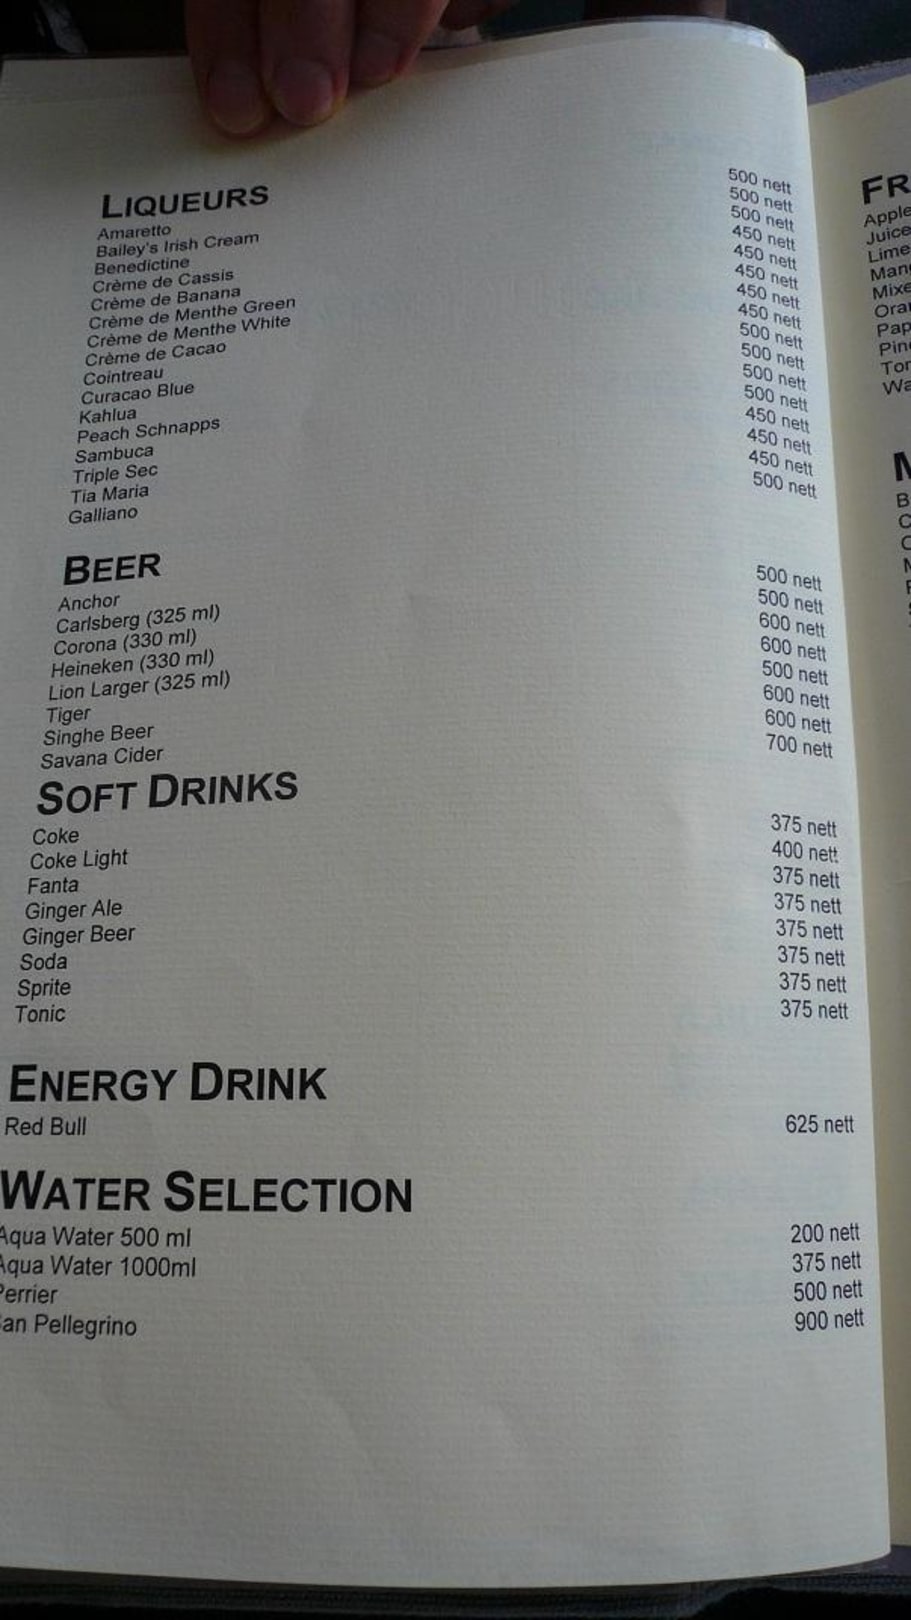 LIQUEURS
Amaretto 500 nett
Bailey's Irish Cream 500 nett
Benedictine 500 nett
Crème de Cassis 450 nett
Crème de Banana 450 nett
Crème de Menthe Green 450 nett
Crème de Menthe White 450 nett
Crème de Cacao 450 nett
Cointreau 500 nett
Curacao Blue 500 nett
Kahlua 500 nett
Peach Schnapps 500 nett
Sambuca 450 nett
Triple Sec 450 nett
Tia Maria 450 nett
Galliano 500 nett
BEER
Anchor 500 nett
Carlsberg (325 ml) 500 nett
Corona (330 ml) 600 nett
Heineken (330 ml) 600 nett
Lion Larger (325 ml) 500 nett
Tiger 600 nett
Singhe Beer 600 nett
Savana Cider 700 nett
SOFT DRINKS
Coke 375 nett
Coke Light 400 nett
Fanta 375 nett
Ginger Ale 375 nett
Ginger Beer 375 nett
Soda 375 nett
Sprite 375 nett
Tonic 375 nett
ENERGY DRINK
Red Bull 625 nett
WATER SELECTION
Aqua Water 500 ml 200 nett
Aqua Water 1000ml 375 nett
Perrier 500 nett
an Pellegrino 900 nett
FR
Apple
Juice
Lime